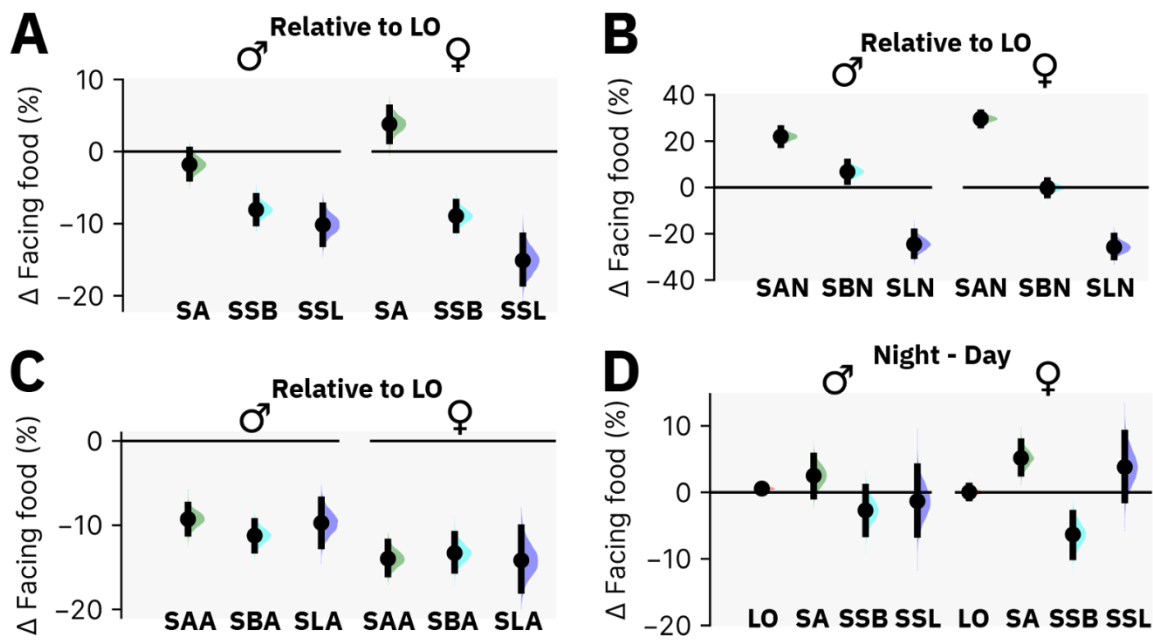 A
Relative to LO
♂ ♀
Δ Facing food (%)
10
0
−10
−20
SA SSB SSL SA SSB SSL
B
Relative to LO
♂ ♀
Δ Facing food (%)
40
20
0
−20
−40
SAN SBN SLN SAN SBN SLN
C
Relative to LO
♂ ♀
Δ Facing food (%)
0
−10
−20
SAA SBA SLA SAA SBA SLA
D
Night - Day
♂ ♀
Δ Facing food (%)
10
0
−10
−20
LO SA SSB SSL LO SA SSB SSL